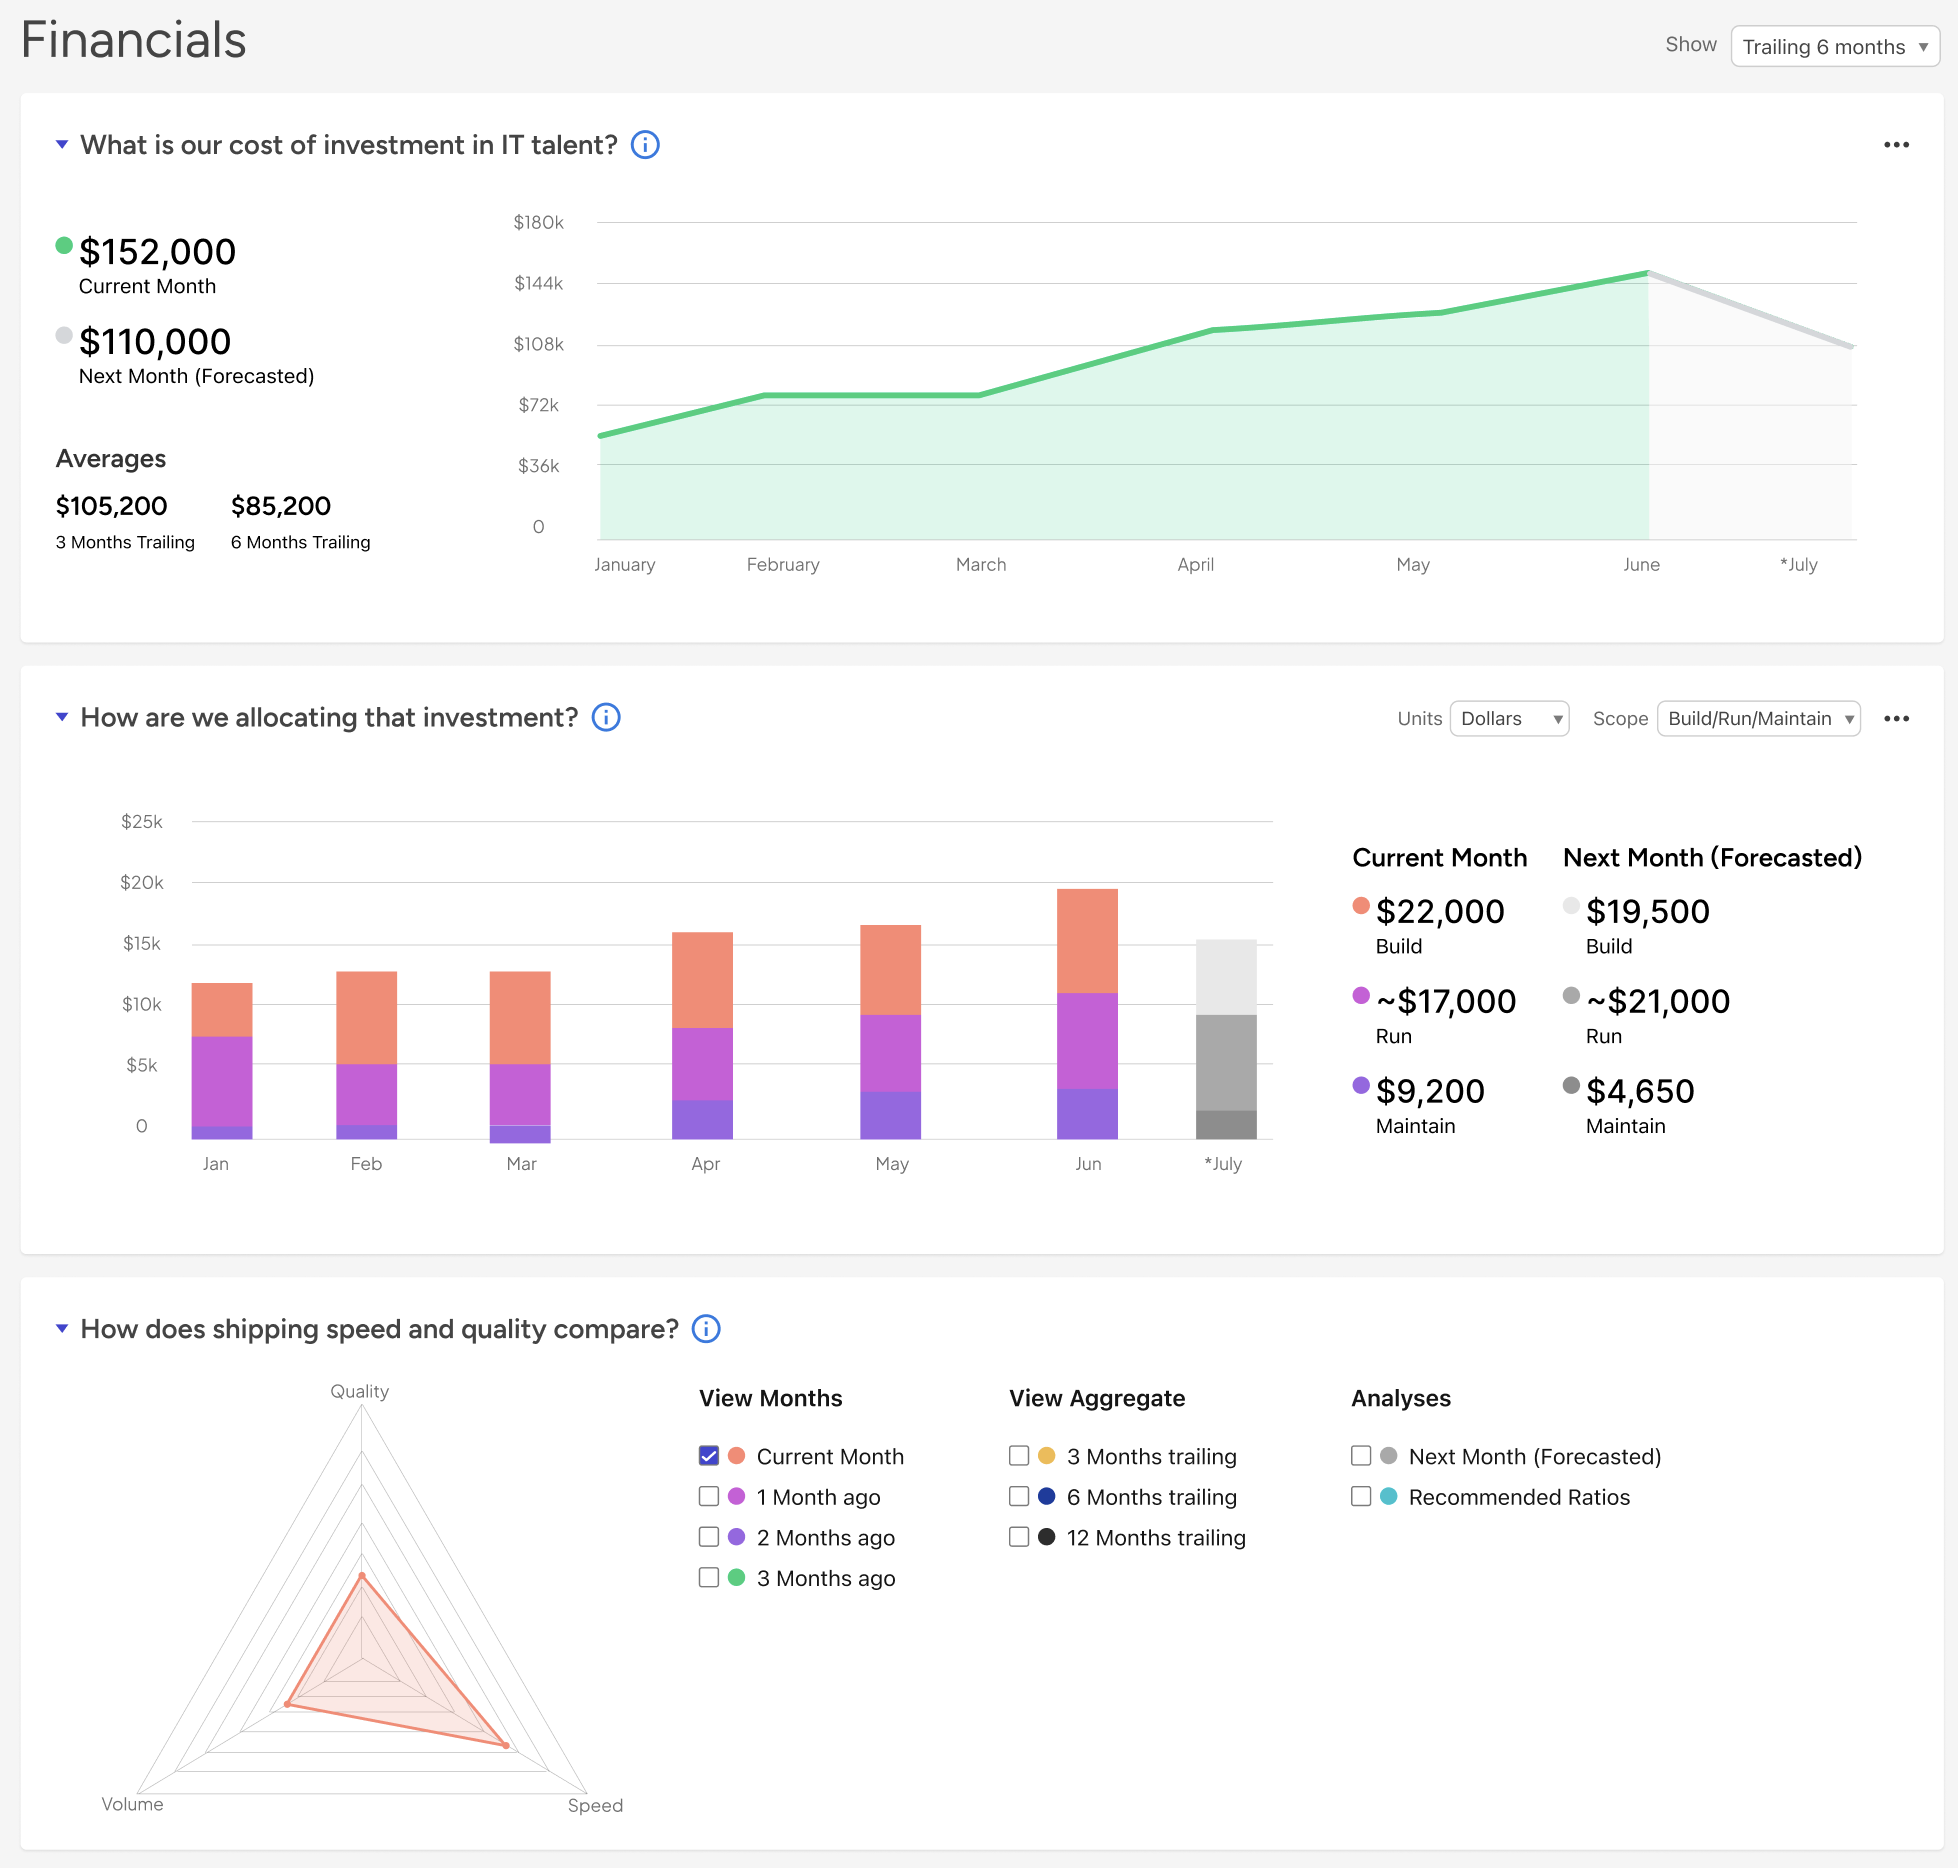 Financials
Show
Trailing 6 months
What is our cost of investment in IT talent?
$152,000
Current Month
$110,000
Next Month (Forecasted)
Averages
$105,200
3 Months Trailing
$85,200
6 Months Trailing
$180k
$144k
$108k
$72k
$36k
0
January
February
March
April
May
June
*July
How are we allocating that investment?
Units
Dollars
Scope
Build/Run/Maintain
$25k
$20k
$15k
$10k
$5k
0
Jan
Feb
Mar
Apr
May
Jun
*July
Current Month
$22,000
Build
~$17,000
Run
$9,200
Maintain
Next Month (Forecasted)
$19,500
Build
~$21,000
Run
$4,650
Maintain
How does shipping speed and quality compare?
Quality
Volume
Speed
View Months
Current Month
1 Month ago
2 Months ago
3 Months ago
View Aggregate
3 Months trailing
6 Months trailing
12 Months trailing
Analyses
Next Month (Forecasted)
Recommended Ratios